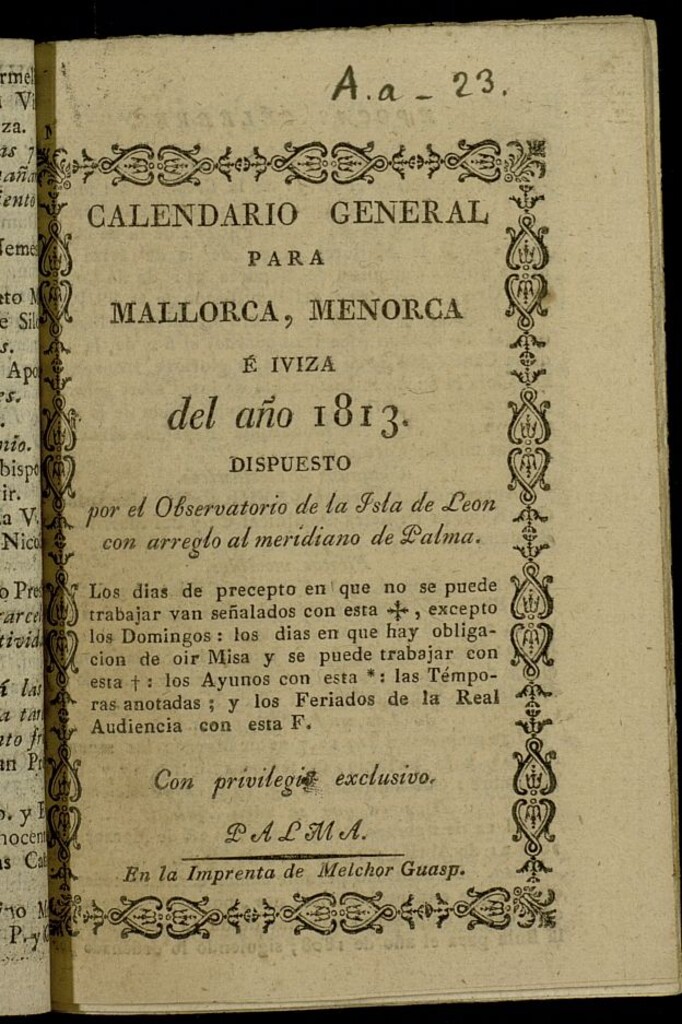 A.a - 23.
CALENDARIO GENERAL
PARA
MALLORCA, MENORCA
É IVIZA
del año 1813.
DISPUESTO
por el Observatorio de la Isla de Leon
con arreglo al meridiano de Palma.
Los dias de precepto en que no se puede
trabajar van señalados con esta ✢, excepto
los Domingos: los dias en que hay obliga-
cion de oir Misa y se puede trabajar con
esta †: los Ayunos con esta *: las Témpo-
ras anotadas; y los Feriados de la Real
Audiencia con esta F.
Con privilegio exclusivo.
PALMA.
En la Imprenta de Melchor Guasp.